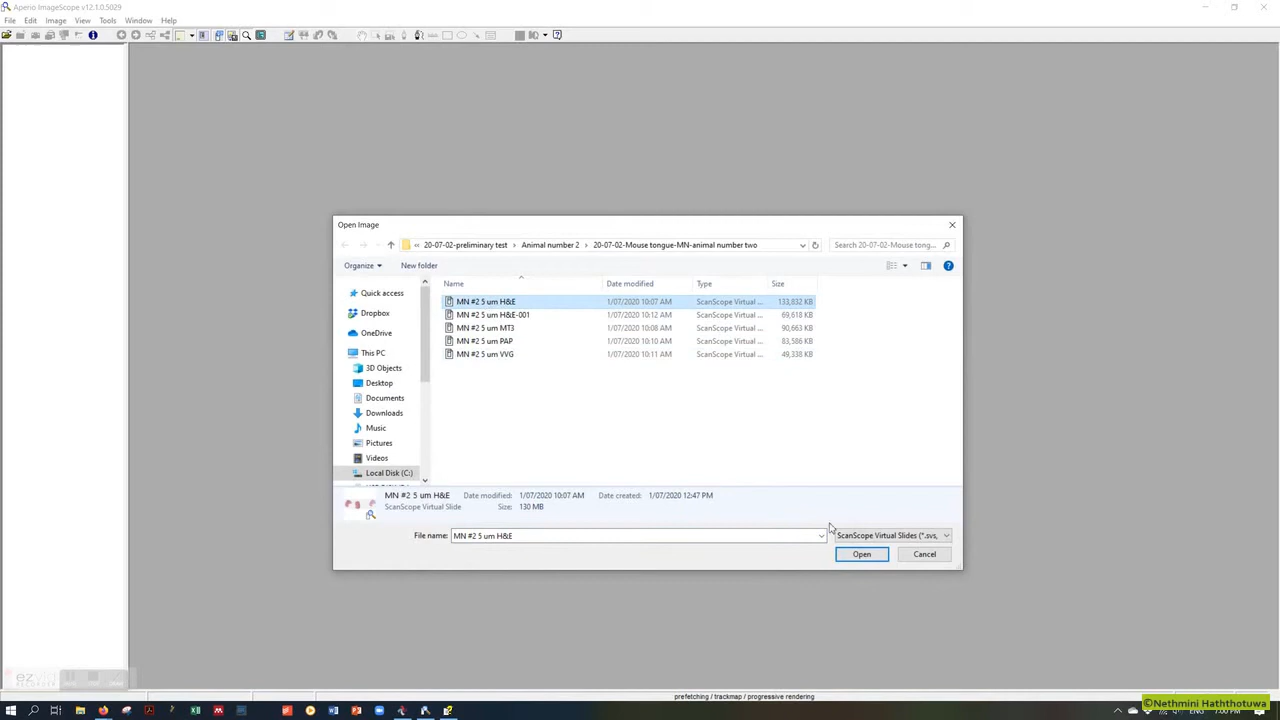 Aperio ImageScope v12.1.0.5029
File Edit Image View Tools Window Help
Open Image
« 20-07-02-preliminary test > Animal number 2 > 20-07-02-Mouse tongue-MN-animal number two
Search 20-07-02-Mouse tong...
Organize New folder
Name Date modified Type Size
MN #2 5 um H&E 1/07/2020 10:07 AM ScanScope Virtual ... 133,832 KB
MN #2 5 um H&E-001 1/07/2020 10:12 AM ScanScope Virtual ... 69,618 KB
MN #2 5 um MT3 1/07/2020 10:08 AM ScanScope Virtual ... 90,663 KB
MN #2 5 um PAP 1/07/2020 10:10 AM ScanScope Virtual ... 83,586 KB
MN #2 5 um VVG 1/07/2020 10:11 AM ScanScope Virtual ... 49,338 KB
Quick access
Dropbox
OneDrive
This PC
3D Objects
Desktop
Documents
Downloads
Music
Pictures
Videos
Local Disk (C:)
MN #2 5 um H&E Date modified: 1/07/2020 10:07 AM Date created: 1/07/2020 12:47 PM
ScanScope Virtual Slide Size: 130 MB
File name: MN #2 5 um H&E ScanScope Virtual Slides (*.svs,
Open Cancel
ez
prefetching / trackmap / progressive rendering
©Nethmini Haththotuwa
ENG 7:00 PM